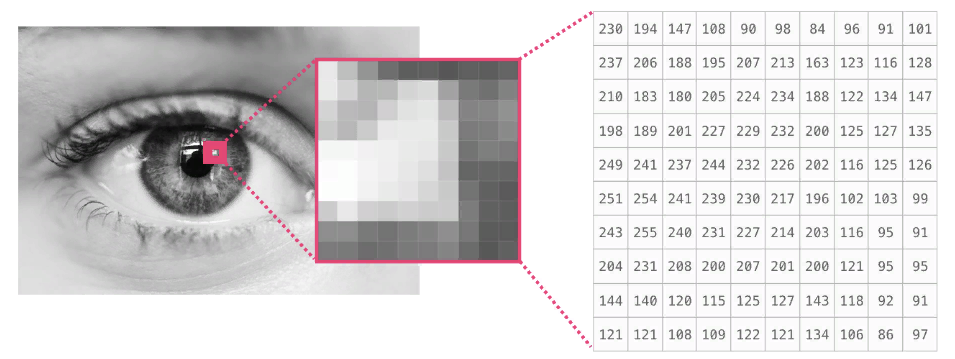 230 194 147 108 90 98 84 96 91 101
237 206 188 195 207 213 163 123 116 128
210 183 180 205 224 234 188 122 134 147
198 189 201 227 229 232 200 125 127 135
249 241 237 244 232 226 202 116 125 126
251 254 241 239 230 217 196 102 103 99
243 255 240 231 227 214 203 116 95 91
204 231 208 200 207 201 200 121 95 95
144 140 120 115 125 127 143 118 92 91
121 121 108 109 122 121 134 106 86 97